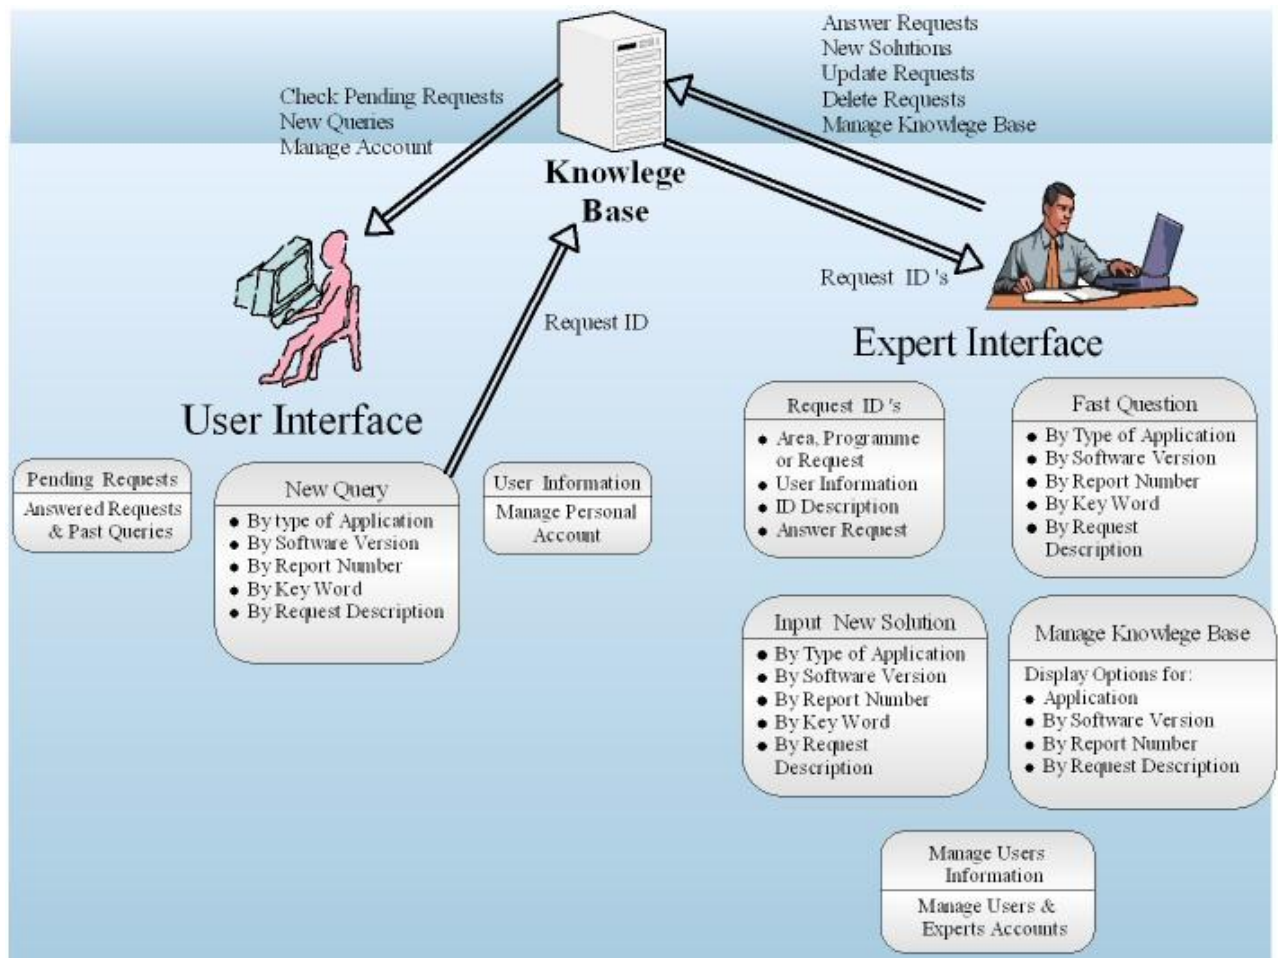 Answer Requests
New Solutions
Update Requests
Delete Requests
Manage Knowlege Base
Check Pending Requests
New Queries
Manage Account
Knowlege
Base
Request ID
Request ID 's
User Interface
Pending Requests
Answered Requests
& Past Queries
New Query
● By type of Application
● By Software Version
● By Report Number
● By Key Word
● By Request Description
User Information
Manage Personal
Account
Expert Interface
Request ID 's
● Area, Programme
or Request
● User Information
● ID Description
● Answer Request
Fast Question
● By Type of Application
● By Software Version
● By Report Number
● By Key Word
● By Request
Description
Input New Solution
● By Type of Application
● By Software Version
● By Report Number
● By Key Word
● By Request
Description
Manage Knowlege Base
Display Options for:
● Application
● By Software Version
● By Report Number
● By Request Description
Manage Users
Information
Manage Users &
Experts Accounts